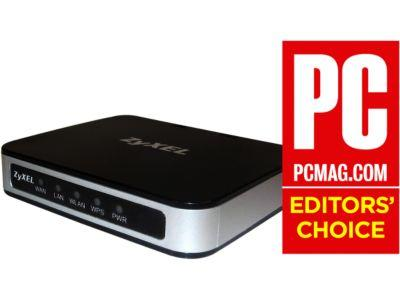 ZyXEL
ZyXEL
WAN LAN WLAN WPS PWR
PC
PCMAG.COM
EDITORS'
CHOICE